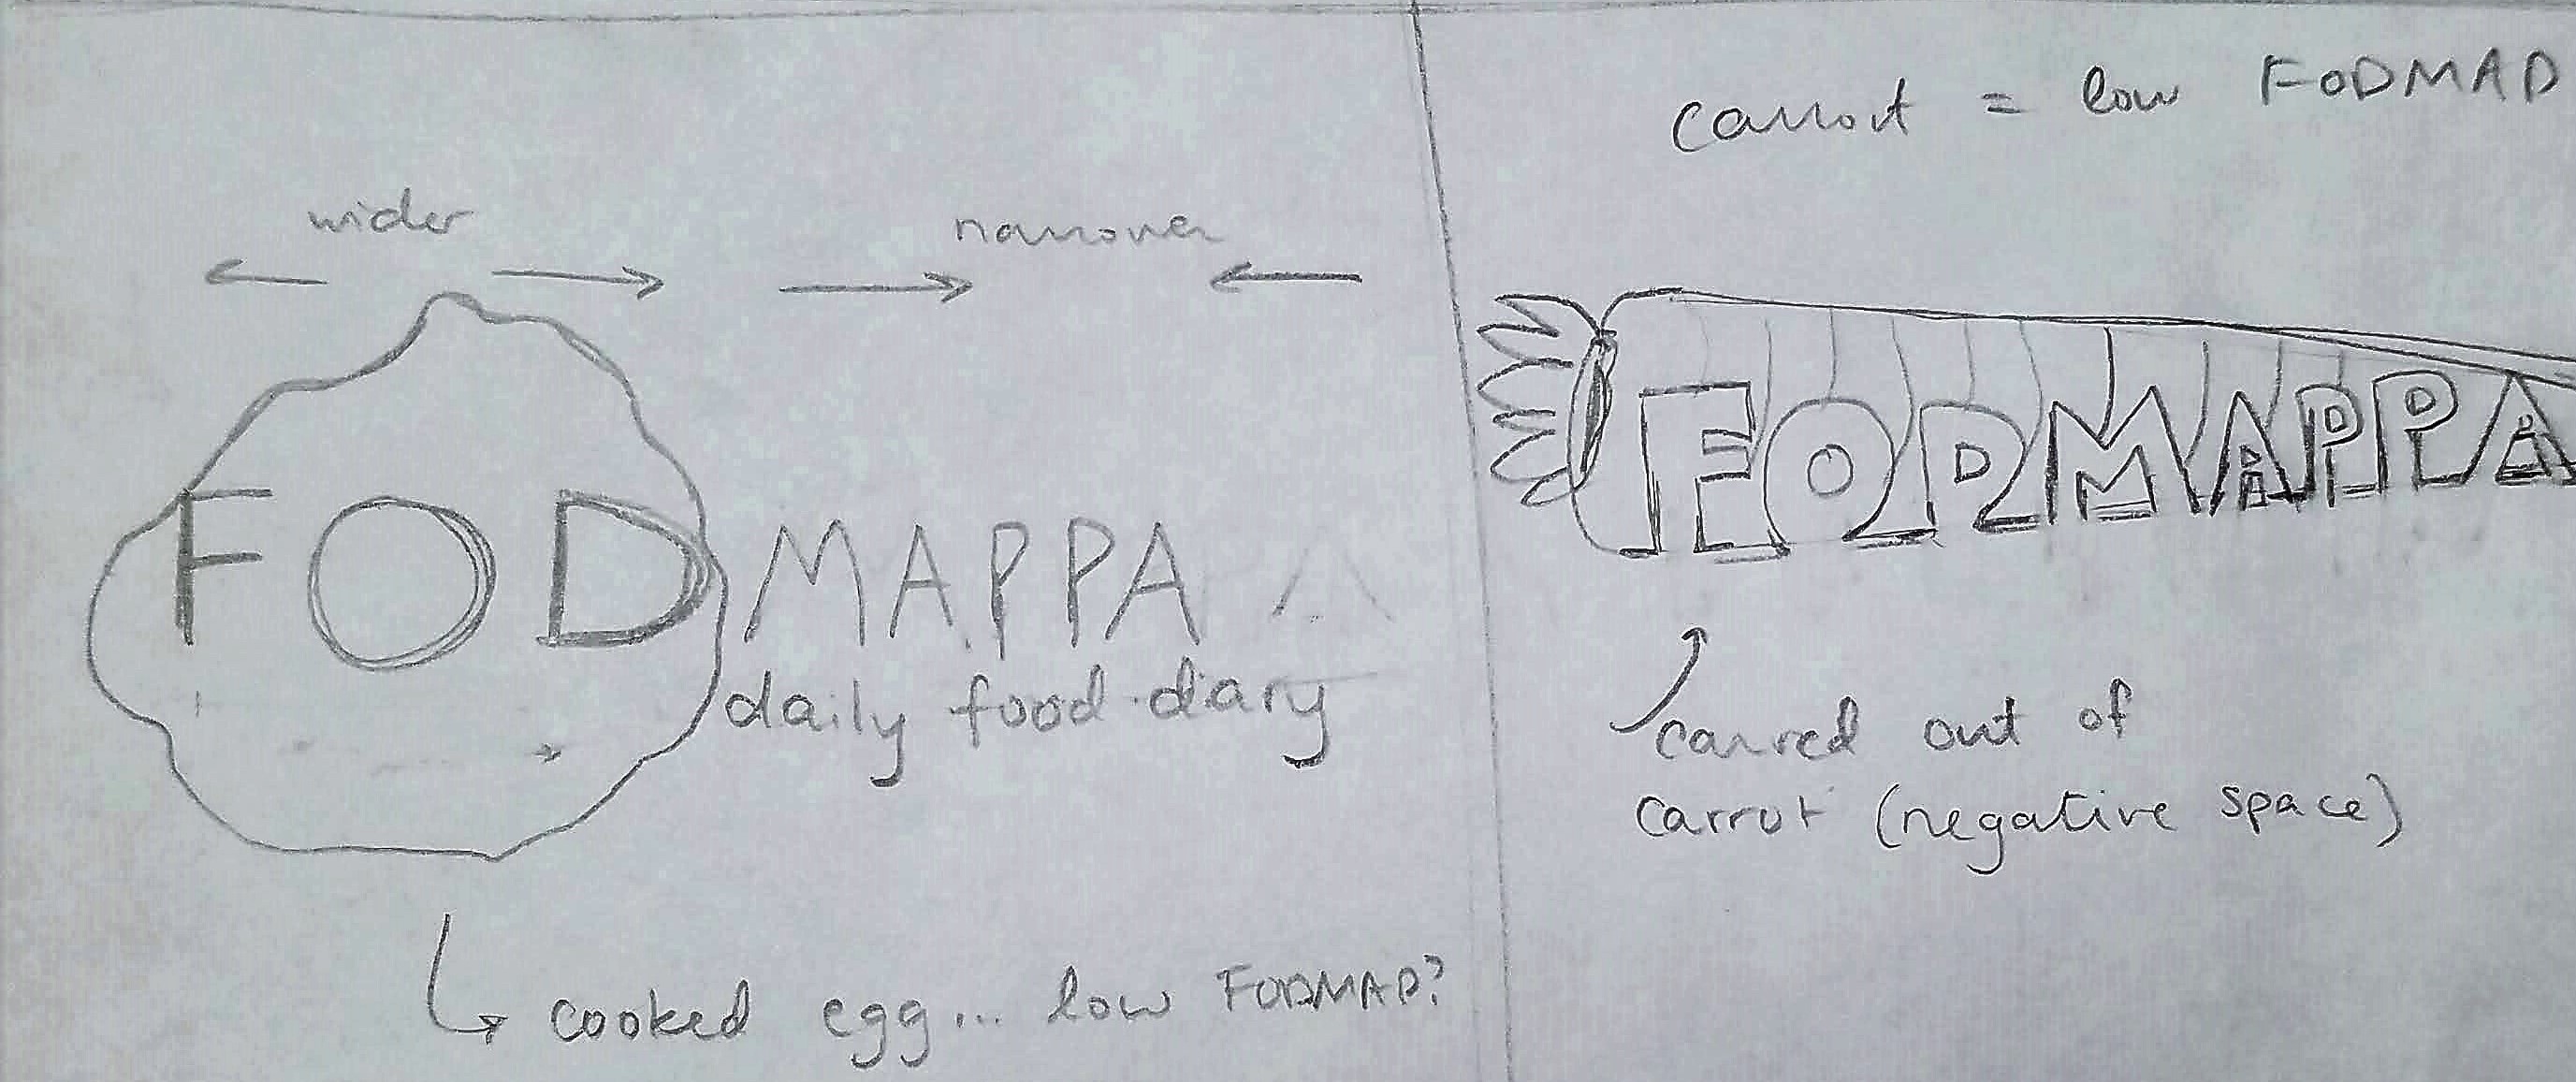 wider
narrower
FODMAPPA
daily food diary
cooked egg... low FODMAP?
carrot = low FODMAP
FODMAPPA
carved out of
carrot (negative space)